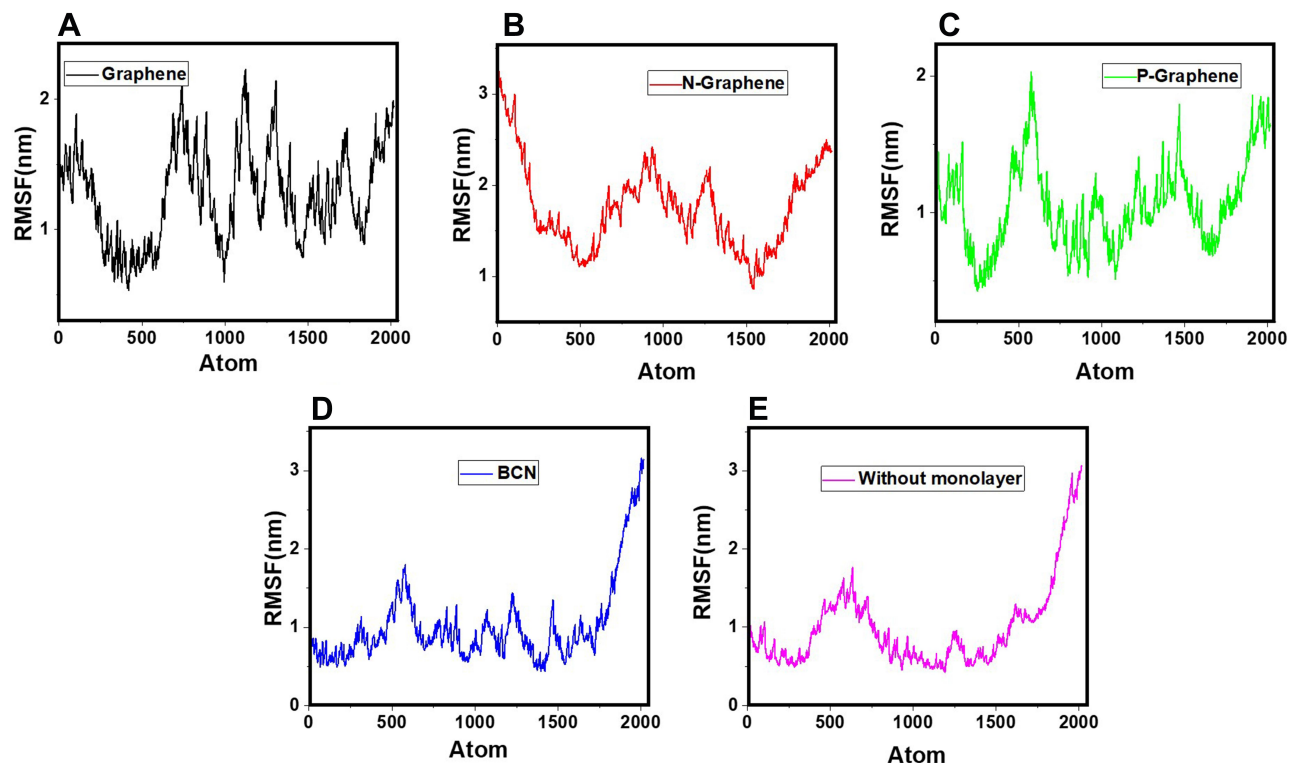 A
B
C
Graphene
N-Graphene
P-Graphene
RMSF(nm)
2
1
0
500
1000
1500
2000
Atom
RMSF(nm)
3
2
1
0
500
1000
1500
2000
Atom
RMSF(nm)
2
1
0
500
1000
1500
2000
Atom
D
E
BCN
Without monolayer
RMSF(nm)
3
2
1
0
0
500
1000
1500
2000
Atom
RMSF(nm)
3
2
1
0
0
500
1000
1500
2000
Atom